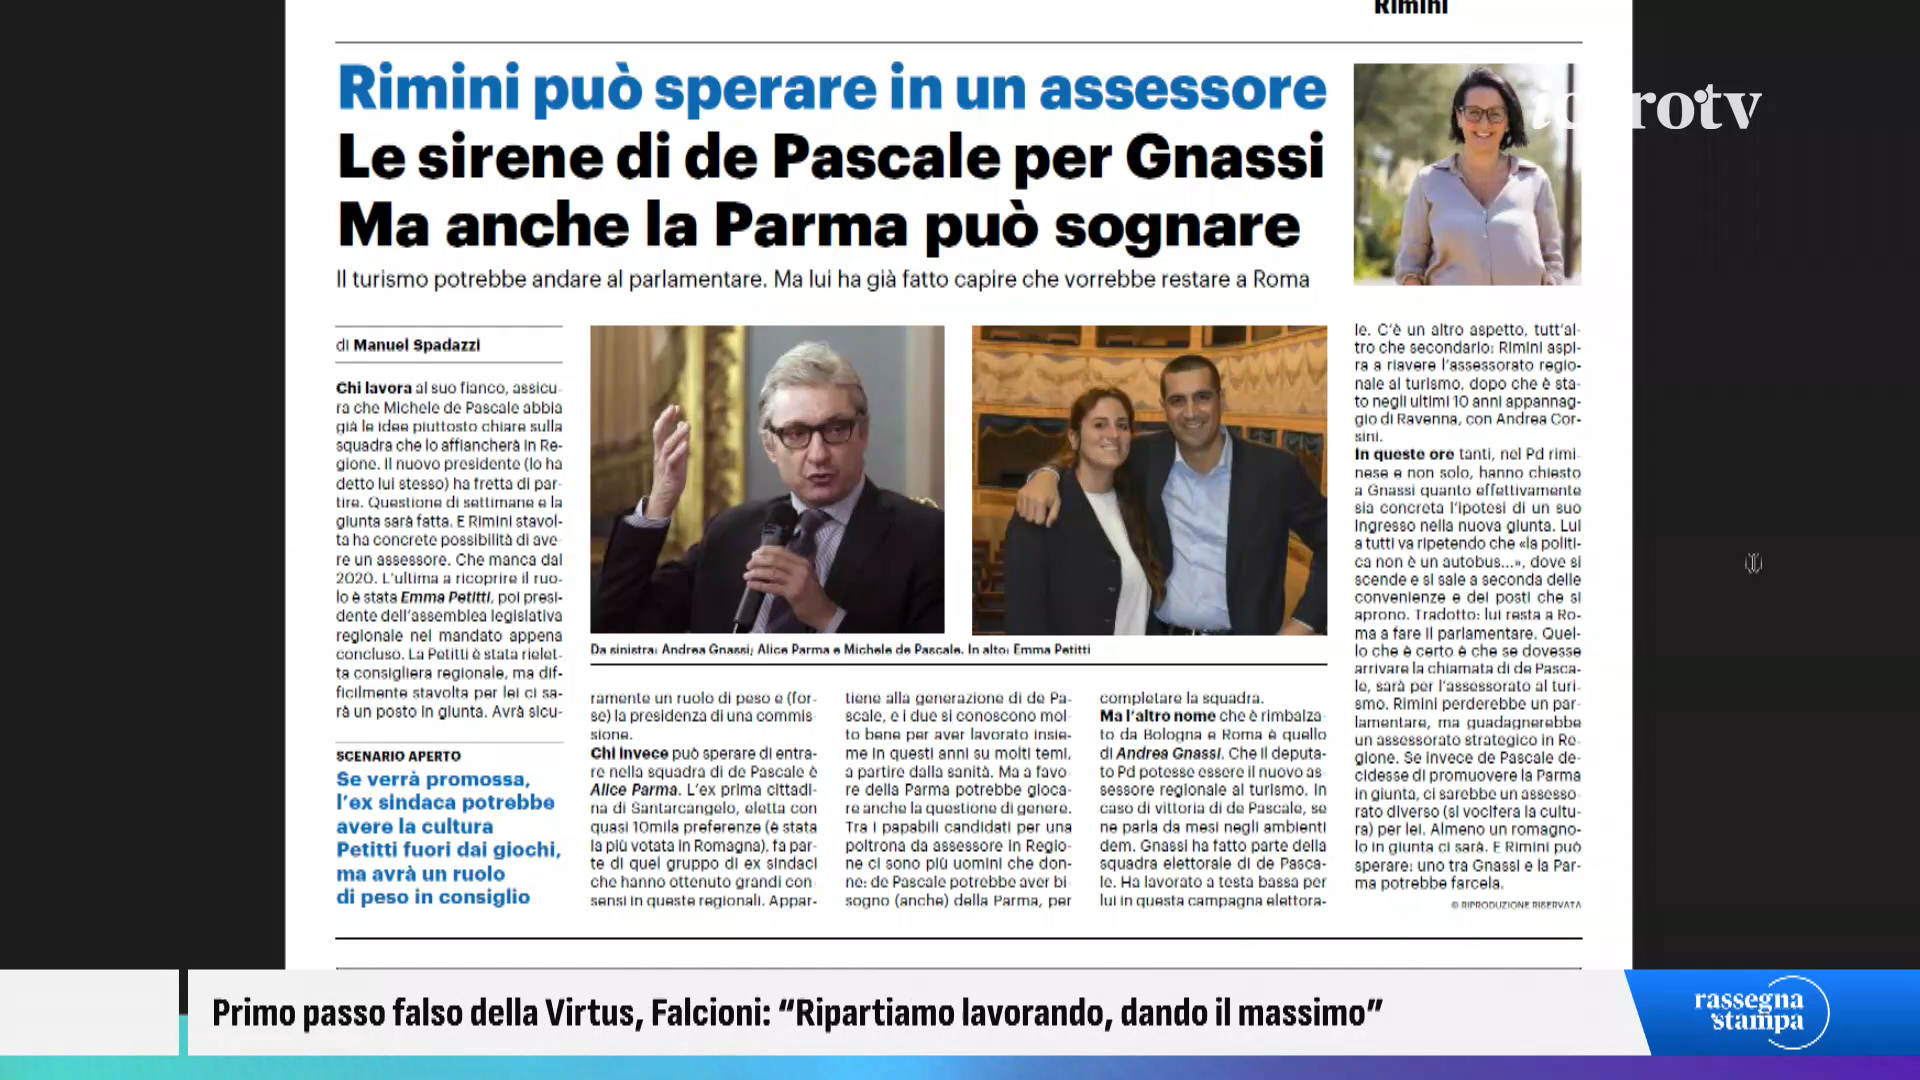 Rimini
Rimini può sperare in un assessore
Le sirene di de Pascale per Gnassi
Ma anche la Parma può sognare
Il turismo potrebbe andare al parlamentare. Ma lui ha già fatto capire che vorrebbe restare a Roma
di Manuel Spadazzi
Chi lavora al suo fianco, assicu-
ra che Michele de Pascale abbia
già le idee piuttosto chiare sulla
squadra che lo affiancherà in Re-
gione. Il nuovo presidente (lo ha
detto lui stesso) ha fretta di par-
tire. Questione di settimane e la
giunta sarà fatta. E Rimini stavol-
ta ha concrete possibilità di ave-
re un assessore. Che manca dal
2020. L'ultima a ricoprire il ruo-
lo è stata Emma Petitti, poi presi-
dente dell'assemblea legislativa
regionale nel mandato appena
concluso. La Petitti è stata rielet-
ta consigliera regionale, ma dif-
ficilmente stavolta per lei ci sa-
rà un posto in giunta. Avrà sicu-
SCENARIO APERTO
Se verrà promossa,
l'ex sindaca potrebbe
avere la cultura
Petitti fuori dai giochi,
ma avrà un ruolo
di peso in consiglio
Da sinistra: Andrea Gnassi; Alice Parma e Michele de Pascale. In alto: Emma Petitti
ramente un ruolo di peso e (for-
se) la presidenza di una commis-
sione.
Chi invece può sperare di entra-
re nella squadra di de Pascale è
Alice Parma. L'ex prima cittadi-
na di Santarcangelo, eletta con
quasi 10mila preferenze (è stata
la più votata in Romagna), fa par-
te di quel gruppo di ex sindaci
che hanno ottenuto grandi con-
sensi in queste regionali. Appar-
tiene alla generazione di de Pa-
scale, e i due si conoscono mol-
to bene per aver lavorato insie-
me in questi anni su molti temi,
a partire dalla sanità. Ma a favo-
re della Parma potrebbe gioca-
re anche la questione di genere.
Tra i papabili candidati per una
poltrona da assessore in Regio-
ne ci sono più uomini che don-
ne: de Pascale potrebbe aver bi-
sogno (anche) della Parma, per
completare la squadra.
Ma l'altro nome che è rimbalza-
to da Bologna e Roma è quello
di Andrea Gnassi. Che il deputa-
to Pd potesse essere il nuovo as-
sessore regionale al turismo, in
caso di vittoria di de Pascale, se
ne parla da mesi negli ambienti
dem. Gnassi ha fatto parte della
squadra elettorale di de Pasca-
le. Ha lavorato a testa bassa per
lui in questa campagna elettora-
le. C'è un altro aspetto, tutt'al-
tro che secondario: Rimini aspi-
ra a riavere l'assessorato regio-
nale al turismo, dopo che è sta-
to negli ultimi 10 anni appannag-
gio di Ravenna, con Andrea Cor-
sini.
In queste ore tanti, nel Pd rimi-
nese e non solo, hanno chiesto
a Gnassi quanto effettivamente
sia concreta l'ipotesi di un suo
ingresso nella nuova giunta. Lui
a tutti va ripetendo che «la politi-
ca non è un autobus...», dove si
scende e si sale a seconda delle
convenienze e dei posti che si
aprono. Tradotto: lui resta a Ro-
ma a fare il parlamentare. Quel-
lo che è certo è che se dovesse
arrivare la chiamata di de Pasca-
le, sarà per l'assessorato al turi-
smo. Rimini perderebbe un par-
lamentare, ma guadagnerebbe
un assessorato strategico in Re-
gione. Se invece de Pascale de-
cidesse di promuovere la Parma
in giunta, ci sarebbe un assesso-
rato diverso (si vocifera la cultu-
ra) per lei. Almeno un romagno-
lo in giunta ci sarà. E Rimini può
sperare: uno tra Gnassi e la Par-
ma potrebbe farcela.
© RIPRODUZIONE RISERVATA
Primo passo falso della Virtus, Falcioni: “Ripartiamo lavorando, dando il massimo”
rassegna
stampa